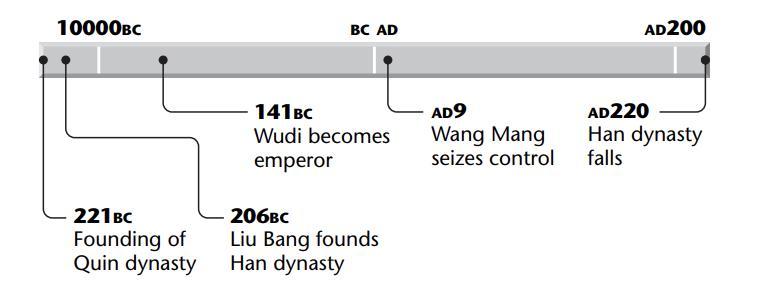 10000BC
BC AD
AD200
141BC
Wudi becomes
emperor
AD9
Wang Mang
seizes control
AD220
Han dynasty
falls
221BC
Founding of
Quin dynasty
206BC
Liu Bang founds
Han dynasty